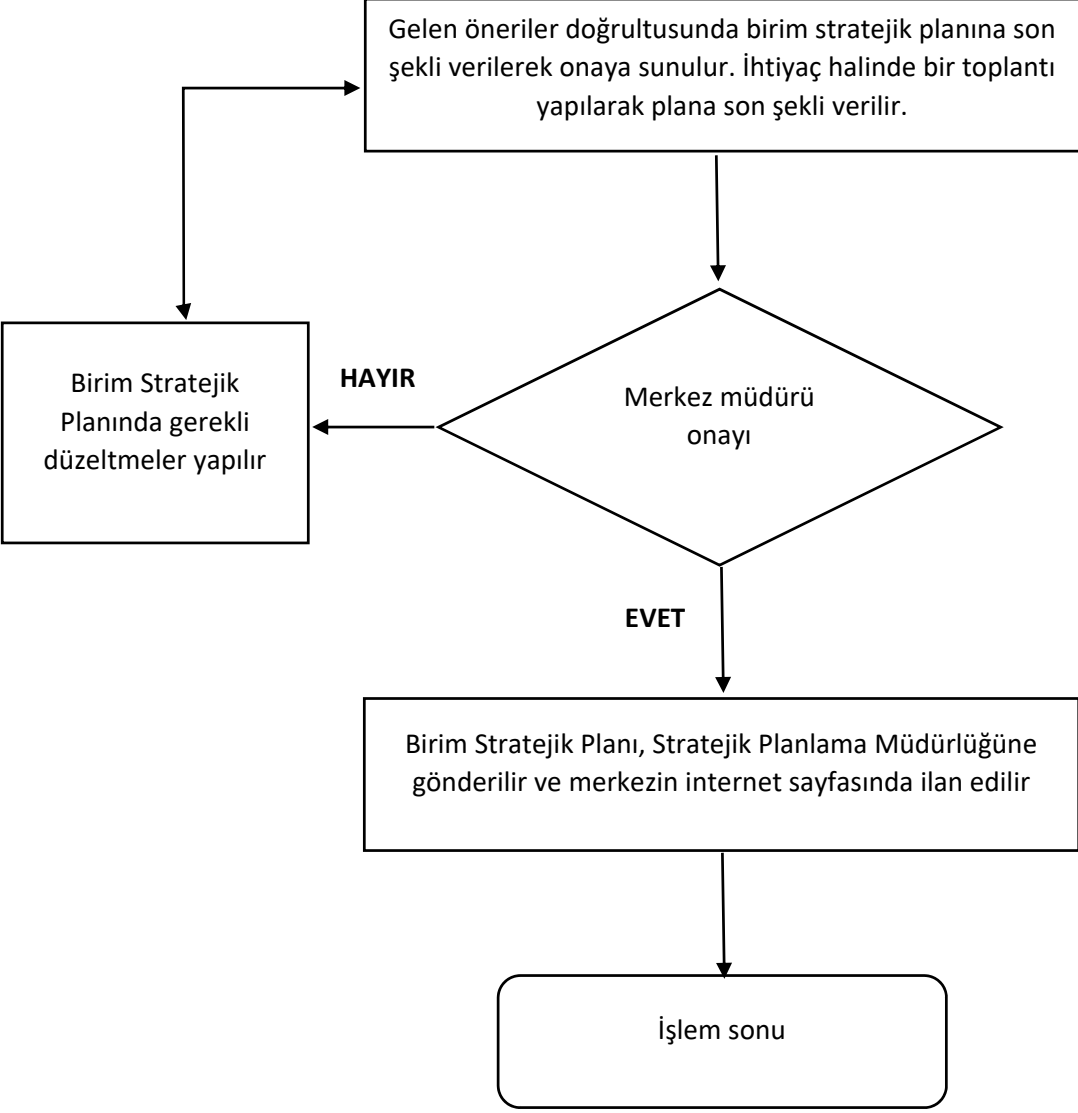 Gelen öneriler doğrultusunda birim stratejik planına son
şekli verilerek onaya sunulur. İhtiyaç halinde bir toplantı
yapılarak plana son şekli verilir.
Merkez müdürü
onayı
HAYIR
Birim Stratejik
Planında gerekli
düzeltmeler yapılır
EVET
Birim Stratejik Planı, Stratejik Planlama Müdürlüğüne
gönderilir ve merkezin internet sayfasında ilan edilir
İşlem sonu